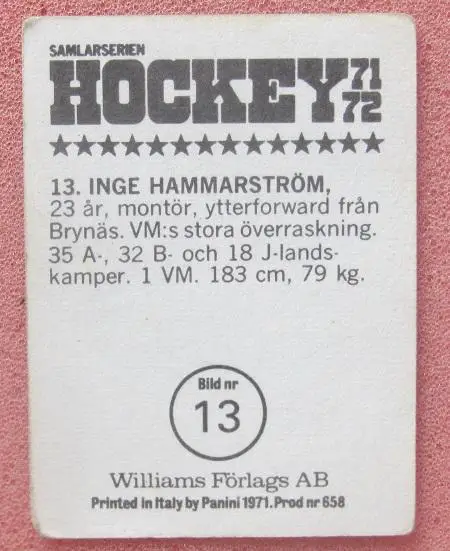 SAMLARSERIEN
HOCKEY 71
72
13. INGE HAMMARSTRÖM,
23 år, montör, ytterforward från
Brynäs. VM:s stora överraskning.
35 A-, 32 B- och 18 J-lands-
kamper. 1 VM. 183 cm, 79 kg.
Bild nr
13
Williams Förlags AB
Printed in Italy by Panini 1971. Prod nr 658